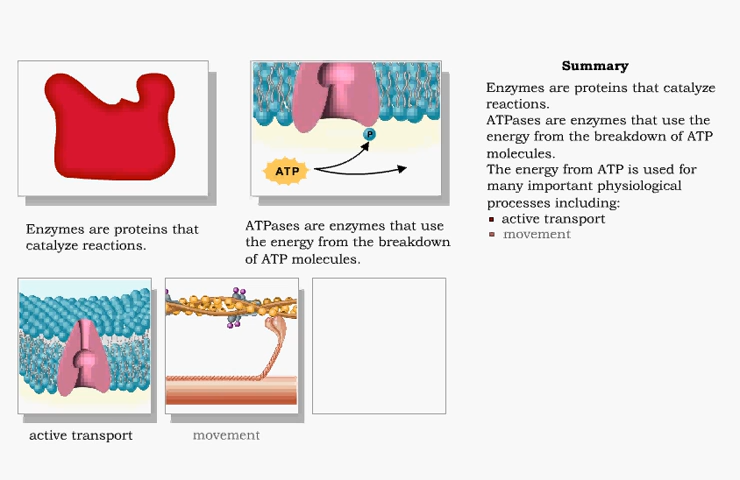 P
ATP
Enzymes are proteins that
catalyze reactions.
ATPases are enzymes that use
the energy from the breakdown
of ATP molecules.
active transport
movement
Summary
Enzymes are proteins that catalyze
reactions.
ATPases are enzymes that use the
energy from the breakdown of ATP
molecules.
The energy from ATP is used for
many important physiological
processes including:
active transport
movement